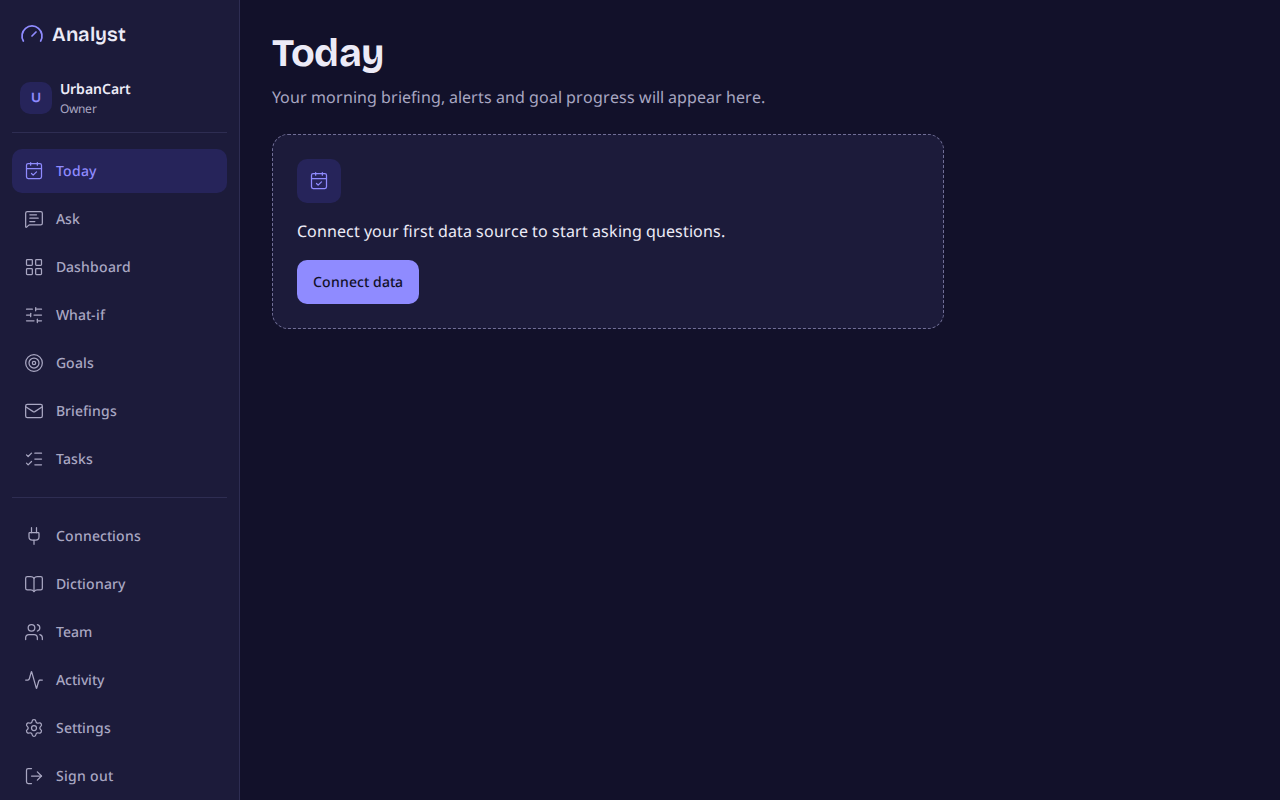 Analyst
U
UrbanCart
Owner
Today
Ask
Dashboard
What-if
Goals
Briefings
Tasks
Connections
Dictionary
Team
Activity
Settings
Sign out
Today
Your morning briefing, alerts and goal progress will appear here.
Connect your first data source to start asking questions.
Connect data